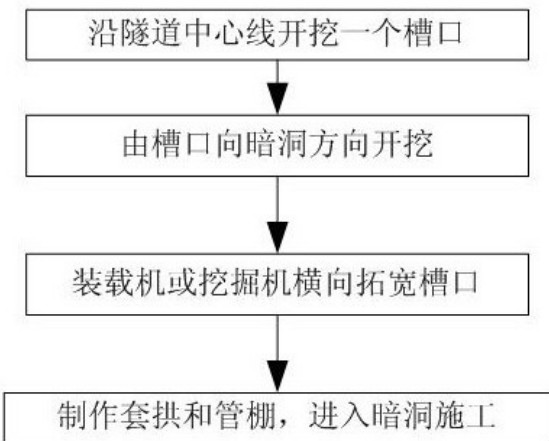 沿隧道中心线开挖一个槽口
由槽口向暗洞方向开挖
装载机或挖掘机横向拓宽槽口
制作套拱和管棚，进入暗洞施工